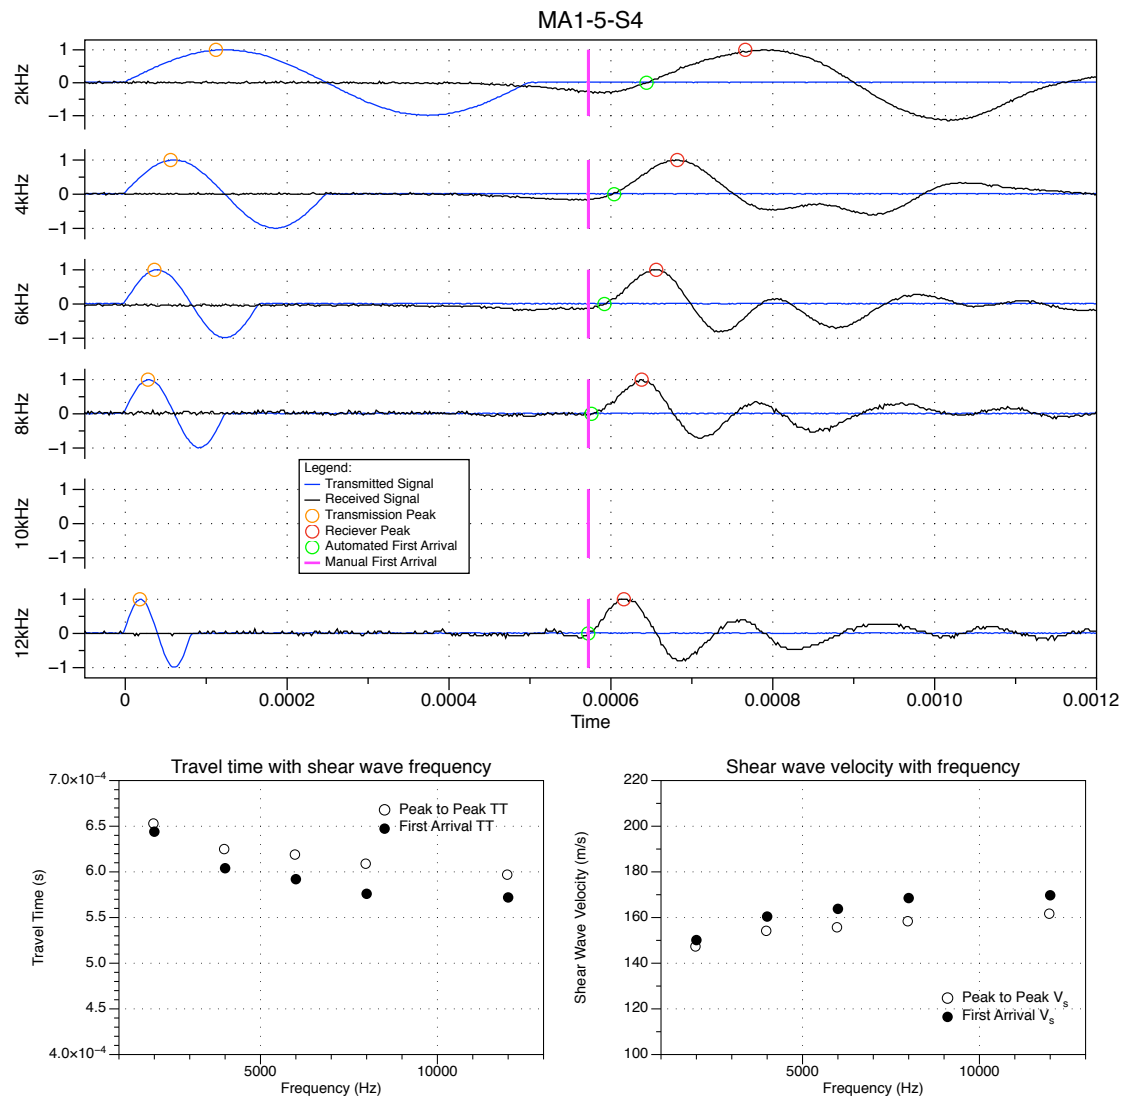 MA1-5-S4
2kHz
1
0
−1
4kHz
1
0
−1
6kHz
1
0
−1
8kHz
1
0
−1
10kHz
1
0
−1
12kHz
1
0
−1
Legend:
Transmitted Signal
Received Signal
Transmission Peak
Reciever Peak
Automated First Arrival
Manual First Arrival
0 0.0002 0.0004 0.0006 0.0008 0.0010 0.0012
Time
Travel time with shear wave frequency
Travel Time (s)
7.0×10⁻⁴
6.5
6.0
5.5
5.0
4.5
4.0×10⁻⁴
Peak to Peak TT
First Arrival TT
5000 10000
Frequency (Hz)
Shear wave velocity with frequency
Shear Wave Velocity (m/s)
220
200
180
160
140
120
100
Peak to Peak Vₛ
First Arrival Vₛ
5000 10000
Frequency (Hz)